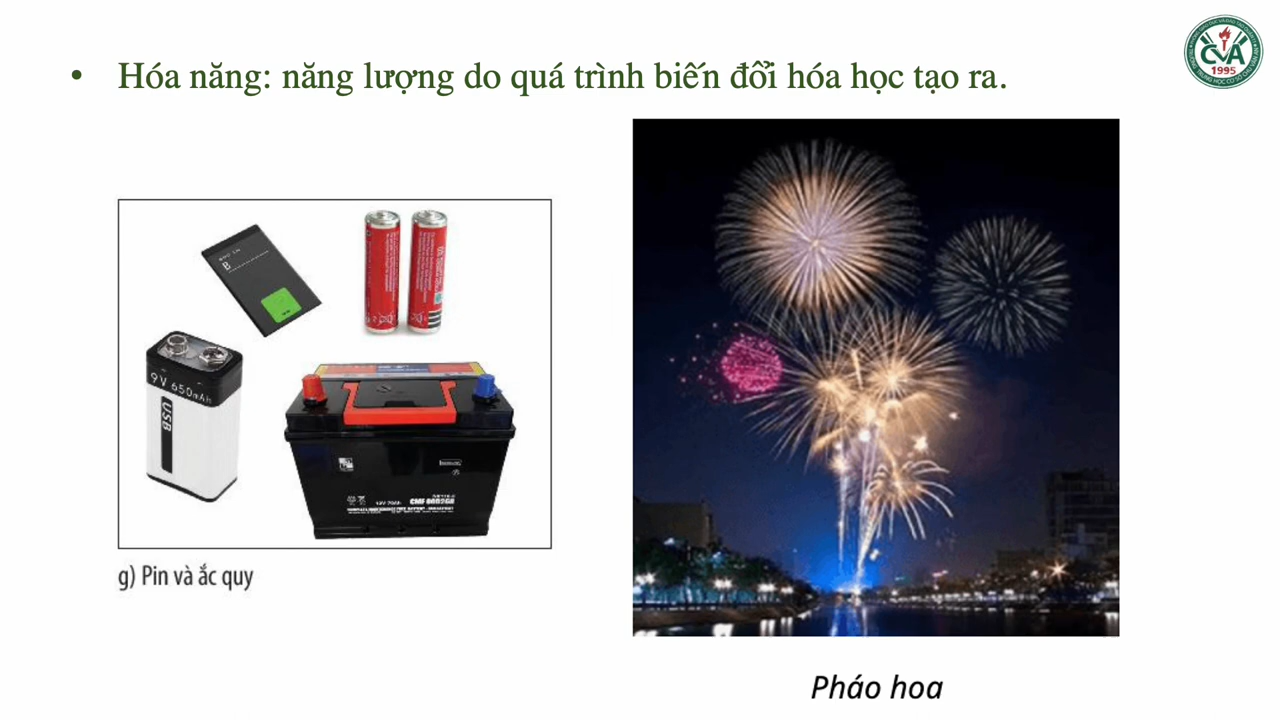 • Hóa năng: năng lượng do quá trình biến đổi hóa học tạo ra.
CVA
1995
B
9V 650mAh
USB
g) Pin và ắc quy
Pháo hoa